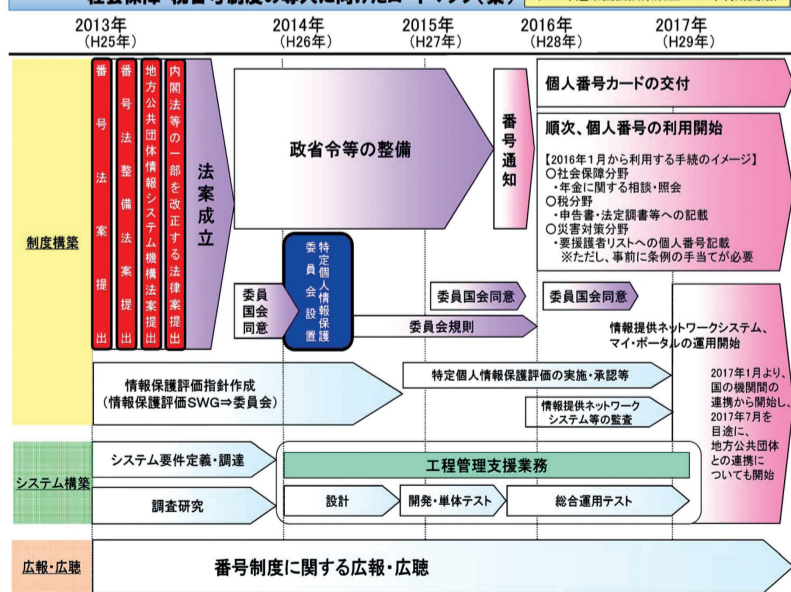 2013年
(H25年)
2014年
(H26年)
2015年
(H27年)
2016年
(H28年)
2017年
(H29年)
制度構築
番号法案提出
番号法整備法案提出
地方公共団体情報システム機構法案提出
内閣法等の一部を改正する法律案提出
法案成立
政省令等の整備
番号通知
個人番号カードの交付
順次、個人番号の利用開始
【2016年1月から利用する手続のイメージ】
○社会保障分野
・年金に関する相談・照会
○税分野
・申告書・法定調書等への記載
○災害対策分野
・要援護者リストへの個人番号記載
※ただし、事前に条例の手当てが必要
委員
国会
同意
特定個人情報保護
委員会設置
委員国会同意
委員国会同意
委員会規則
情報提供ネットワークシステム、
マイ・ポータルの運用開始
2017年1月より、
国の機関間の
連携から開始し、
2017年7月を
目途に、
地方公共団体
との連携に
ついても開始
情報保護評価指針作成
(情報保護評価SWG⇒委員会)
特定個人情報保護評価の実施・承認等
情報提供ネットワーク
システム等の監査
システム構築
システム要件定義・調達
調査研究
工程管理支援業務
設計
開発・単体テスト
総合運用テスト
広報・広聴
番号制度に関する広報・広聴